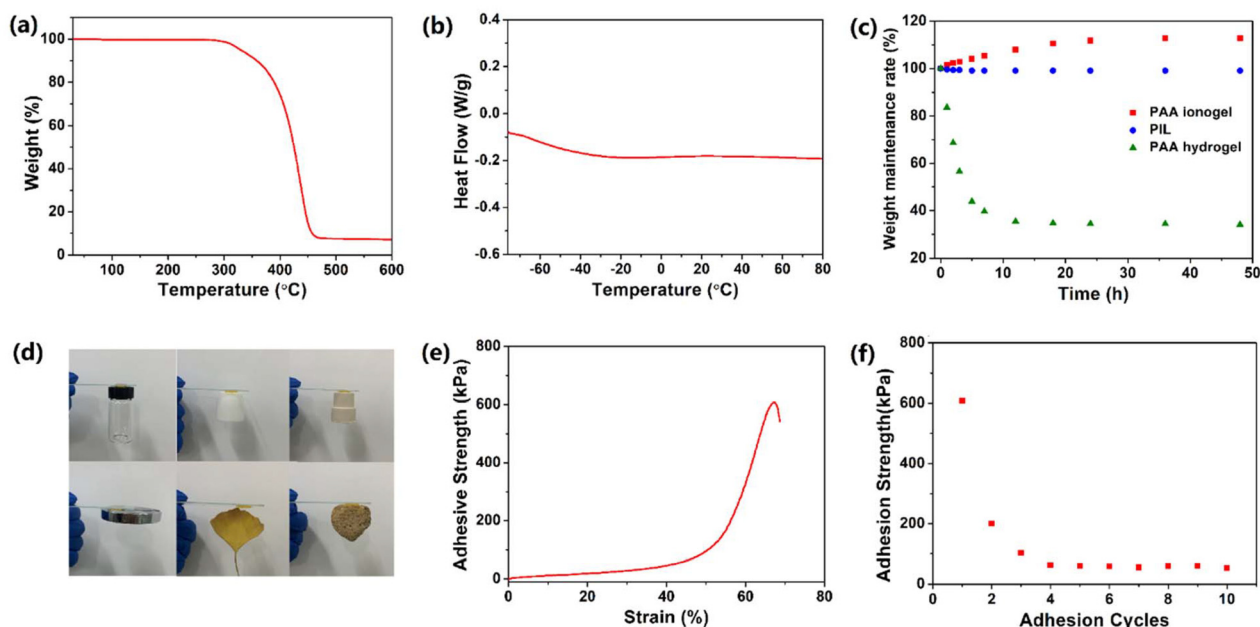 (a)
100
80
60
40
20
0
100 200 300 400 500 600
Weight (%)
Temperature (°C)
(b)
0.4
0.2
0.0
-0.2
-0.4
-0.6
-60 -40 -20 0 20 40 60 80
Heat Flow (W/g)
Temperature (°C)
(c)
120
100
80
60
40
20
0 10 20 30 40 50
Weight maintenance rate (%)
PAA ionogel
PIL
PAA hydrogel
Time (h)
(d)
(e)
800
600
400
200
0
0 20 40 60 80
Adhesive Strength (kPa)
Strain (%)
(f)
800
600
400
200
0
0 2 4 6 8 10
Adhesion Strength(kPa)
Adhesion Cycles